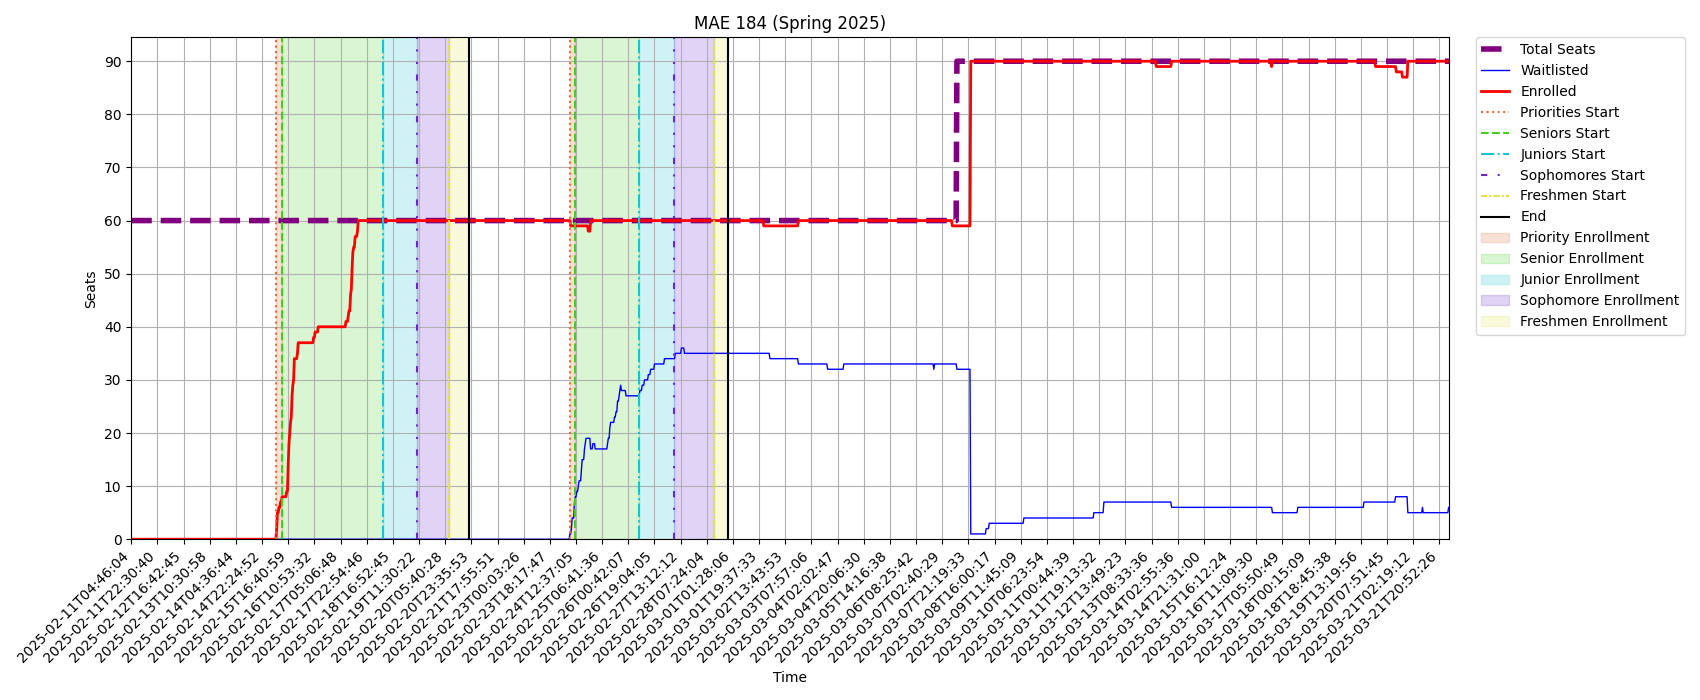 MAE 184 (Spring 2025)
Seats
90
80
70
60
50
40
30
20
10
0
2025-02-11T04:46:04
2025-02-11T22:30:40
2025-02-12T16:42:45
2025-02-13T10:30:58
2025-02-14T04:36:44
2025-02-14T22:24:52
2025-02-15T16:40:59
2025-02-16T10:53:32
2025-02-17T05:06:48
2025-02-17T22:54:46
2025-02-18T16:52:45
2025-02-19T11:30:22
2025-02-20T05:40:28
2025-02-20T23:35:53
2025-02-21T17:55:51
2025-02-23T00:03:26
2025-02-23T18:17:47
2025-02-24T12:37:05
2025-02-25T06:41:36
2025-02-26T00:42:07
2025-02-26T19:04:05
2025-02-27T13:12:12
2025-02-28T07:24:04
2025-03-01T01:28:06
2025-03-01T19:37:33
2025-03-02T13:43:53
2025-03-03T07:57:06
2025-03-04T02:02:47
2025-03-04T20:06:30
2025-03-05T14:16:38
2025-03-06T08:25:42
2025-03-07T02:40:29
2025-03-07T21:19:33
2025-03-08T16:00:17
2025-03-09T11:45:09
2025-03-10T06:23:54
2025-03-11T00:44:39
2025-03-11T19:13:32
2025-03-12T13:49:23
2025-03-13T08:33:36
2025-03-14T02:55:36
2025-03-14T21:31:00
2025-03-15T16:12:24
2025-03-16T11:09:30
2025-03-17T05:50:49
2025-03-18T00:15:09
2025-03-18T18:45:38
2025-03-19T13:19:56
2025-03-20T07:51:45
2025-03-21T02:19:12
2025-03-21T20:52:26
Time
Total Seats
Waitlisted
Enrolled
Priorities Start
Seniors Start
Juniors Start
Sophomores Start
Freshmen Start
End
Priority Enrollment
Senior Enrollment
Junior Enrollment
Sophomore Enrollment
Freshmen Enrollment